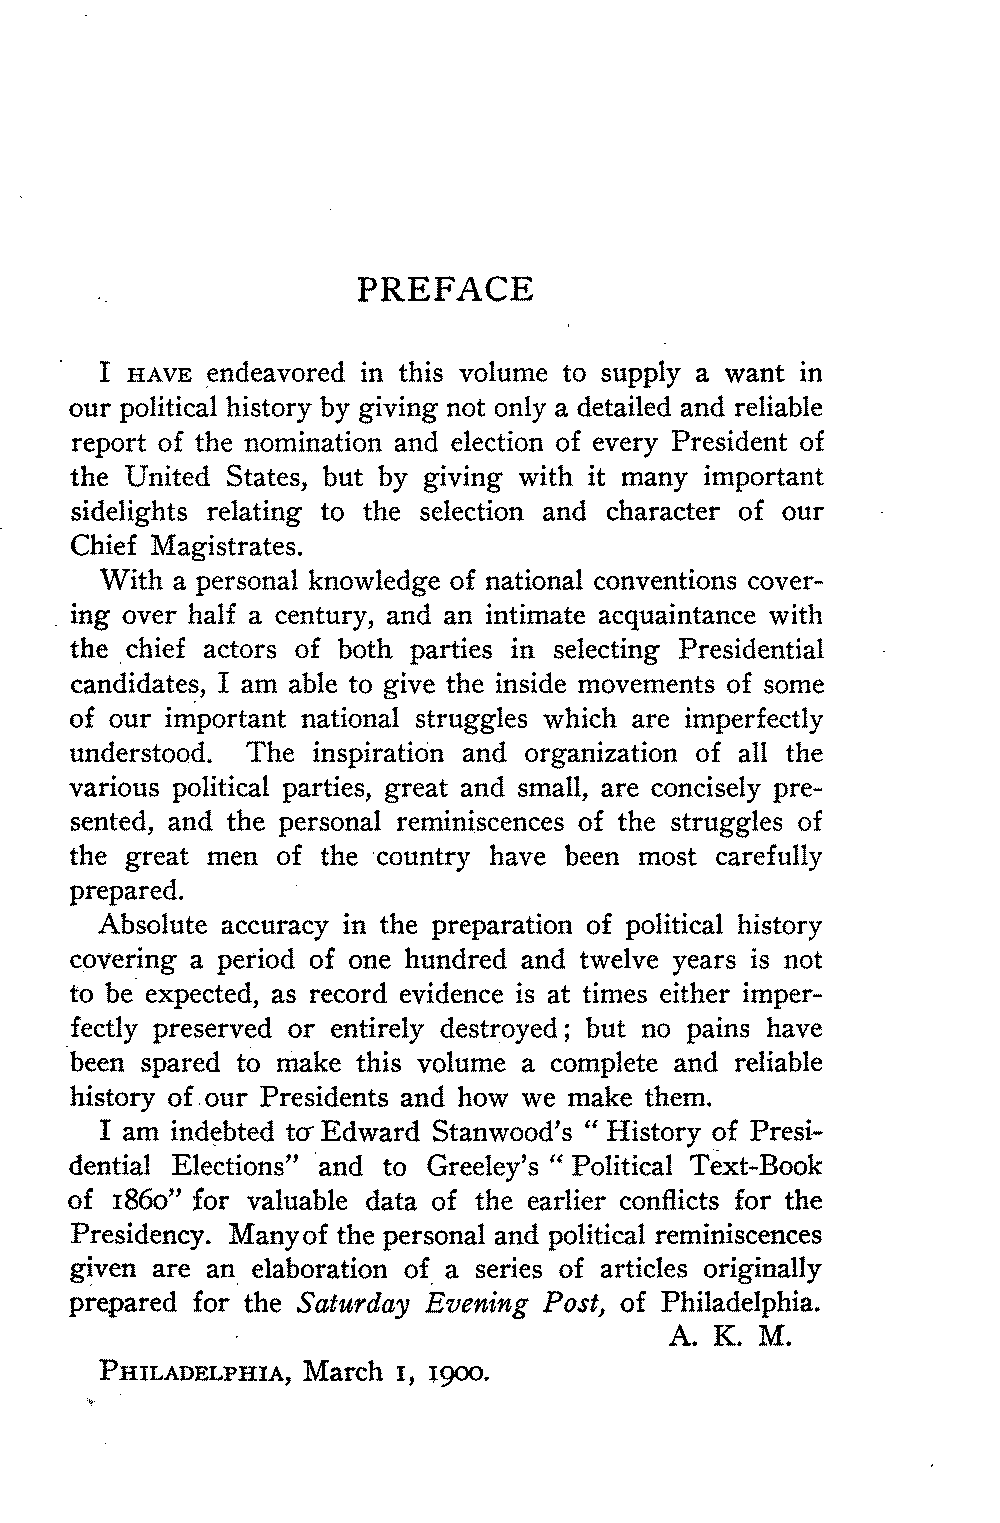 PREFACE
I HAVE endeavored in this volume to supply a want in
our political history by giving not only a detailed and reliable
report of the nomination and election of every President of
the United States, but by giving with it many important
sidelights relating to the selection and character of our
Chief Magistrates.
With a personal knowledge of national conventions cover-
ing over half a century, and an intimate acquaintance with
the chief actors of both parties in selecting Presidential
candidates, I am able to give the inside movements of some
of our important national struggles which are imperfectly
understood. The inspiration and organization of all the
various political parties, great and small, are concisely pre-
sented, and the personal reminiscences of the struggles of
the great men of the country have been most carefully
prepared.
Absolute accuracy in the preparation of political history
covering a period of one hundred and twelve years is not
to be expected, as record evidence is at times either imper-
fectly preserved or entirely destroyed; but no pains have
been spared to make this volume a complete and reliable
history of our Presidents and how we make them.
I am indebted to Edward Stanwood's "History of Presi-
dential Elections" and to Greeley's "Political Text-Book
of 1860" for valuable data of the earlier conflicts for the
Presidency. Many of the personal and political reminiscences
given are an elaboration of a series of articles originally
prepared for the Saturday Evening Post, of Philadelphia.
A. K. M.
PHILADELPHIA, March 1, 1900.